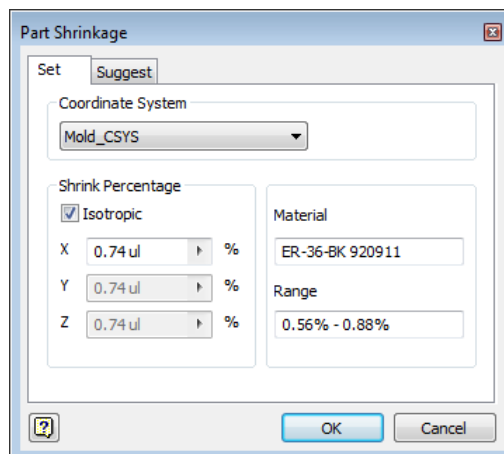 Part Shrinkage
Set
Suggest
Coordinate System
Mold_CSYS
Shrink Percentage
Isotropic
X 0.74 ul %
Y 0.74 ul %
Z 0.74 ul %
Material
ER-36-BK 920911
Range
0.56% - 0.88%
?
OK
Cancel